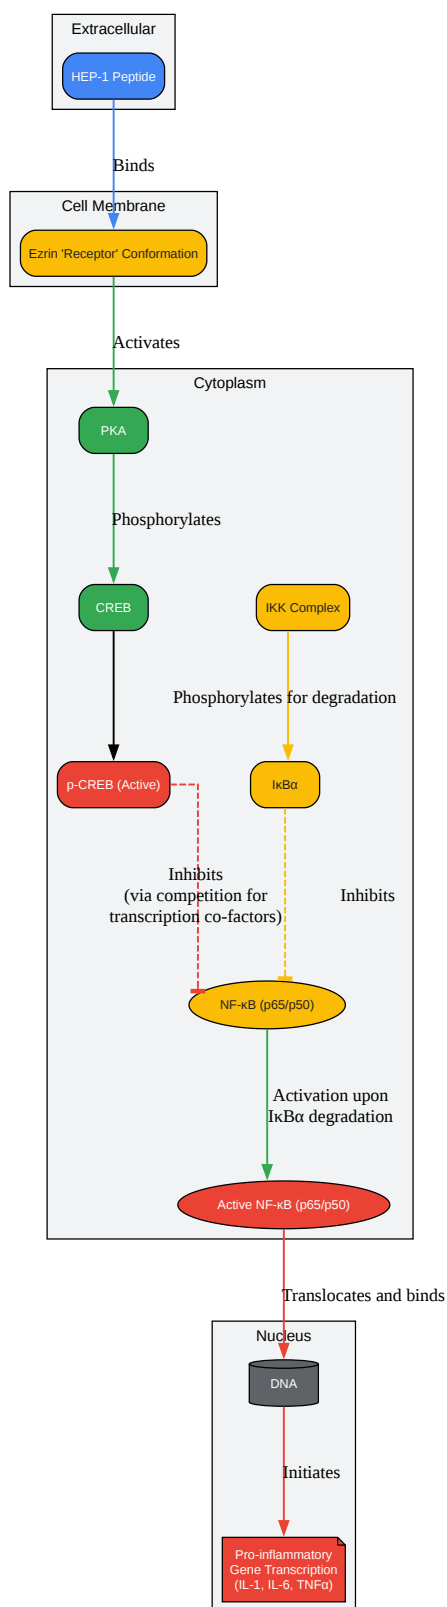 Extracellular
HEP-1 Peptide
Binds
Cell Membrane
Ezrin 'Receptor' Conformation
Activates
Cytoplasm
PKA
Phosphorylates
CREB
IKK Complex
Phosphorylates for degradation
p-CREB (Active)
IκBα
Inhibits
(via competition for
transcription co-factors)
Inhibits
NF-κB (p65/p50)
Activation upon
IκBα degradation
Active NF-κB (p65/p50)
Translocates and binds
Nucleus
DNA
Initiates
Pro-inflammatory
Gene Transcription
(IL-1, IL-6, TNFα)